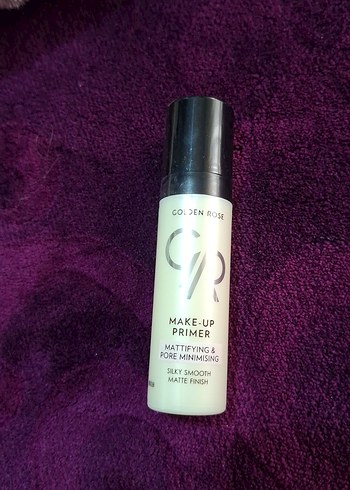 GOLDEN ROSE
GR
MAKE-UP
PRIMER
MATTIFYING &
PORE MINIMISING
SILKY SMOOTH
MATTE FINISH